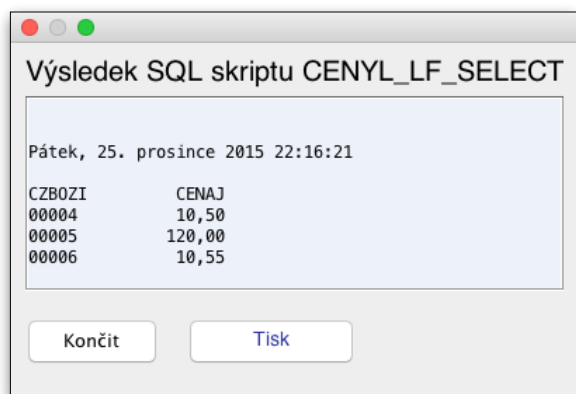 Výsledek SQL skriptu CENYL_LF_SELECT
Pátek, 25. prosince 2015 22:16:21
CZBOZI CENAJ
00004 10,50
00005 120,00
00006 10,55
Končit Tisk